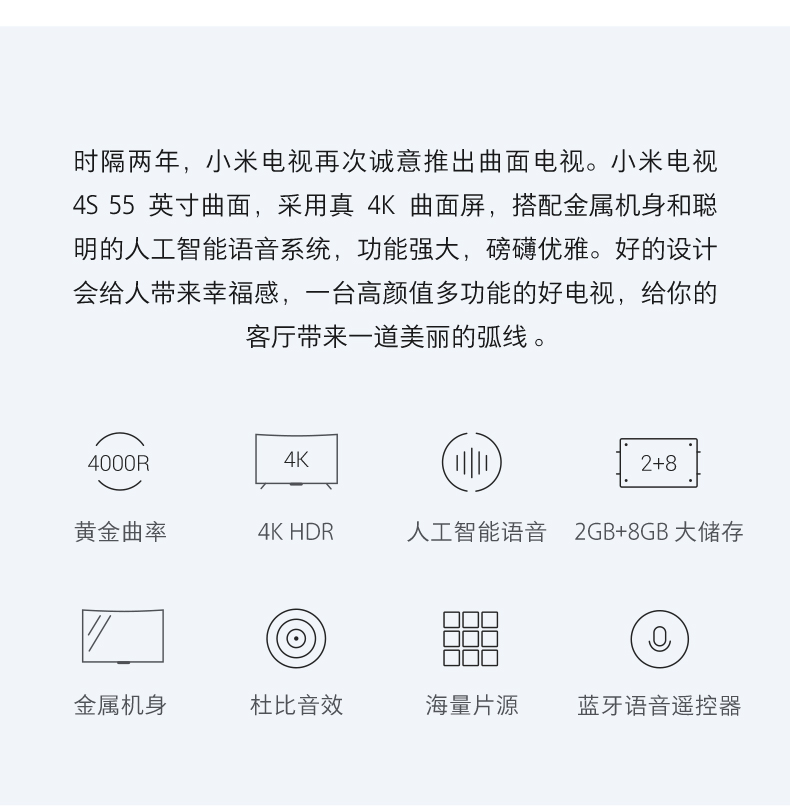 时隔两年，小米电视再次诚意推出曲面电视。小米电视
4S 55 英寸曲面，采用真 4K 曲面屏，搭配金属机身和聪
明的人工智能语音系统，功能强大，磅礴优雅。好的设计
会给人带来幸福感，一台高颜值多功能的好电视，给你的
客厅带来一道美丽的弧线。
4000R
4K
2+8
黄金曲率
4K HDR
人工智能语音
2GB+8GB 大储存
金属机身
杜比音效
海量片源
蓝牙语音遥控器